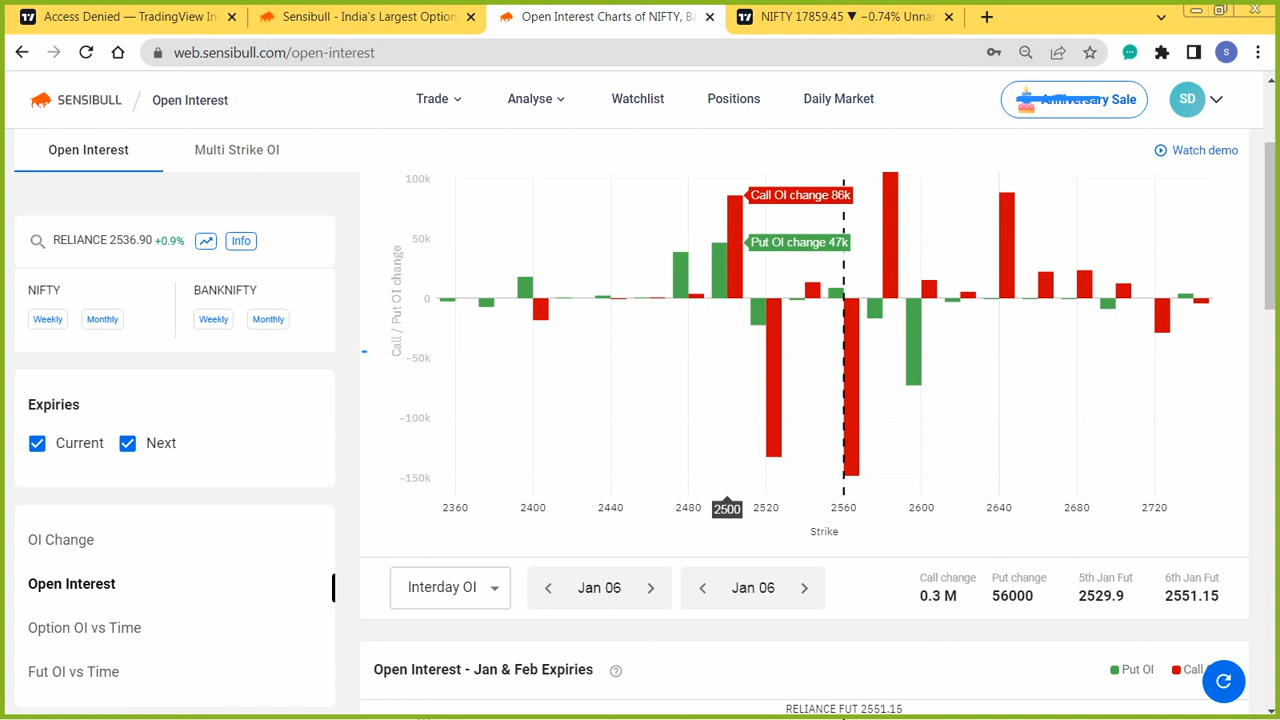 Access Denied — TradingView In
Sensibull - India's Largest Option
Open Interest Charts of NIFTY, BA
NIFTY 17859.45 ▼ −0.74% Unna
web.sensibull.com/open-interest
S
SENSIBULL / Open Interest
Trade
Analyse
Watchlist
Positions
Daily Market
Anniversary Sale
SD
Open Interest
Multi Strike OI
Watch demo
RELIANCE 2536.90 +0.9%
Info
NIFTY
BANKNIFTY
Weekly
Monthly
Weekly
Monthly
Expiries
Current
Next
OI Change
Open Interest
Option OI vs Time
Fut OI vs Time
Call / Put OI change
100k
50k
0
−50k
−100k
−150k
Call OI change 86k
Put OI change 47k
2360
2400
2440
2480
2500
2520
2560
2600
2640
2680
2720
Strike
Interday OI
Jan 06
Jan 06
Call change
0.3 M
Put change
56000
5th Jan Fut
2529.9
6th Jan Fut
2551.15
Open Interest - Jan & Feb Expiries
Put OI
Call
RELIANCE FUT 2551.15